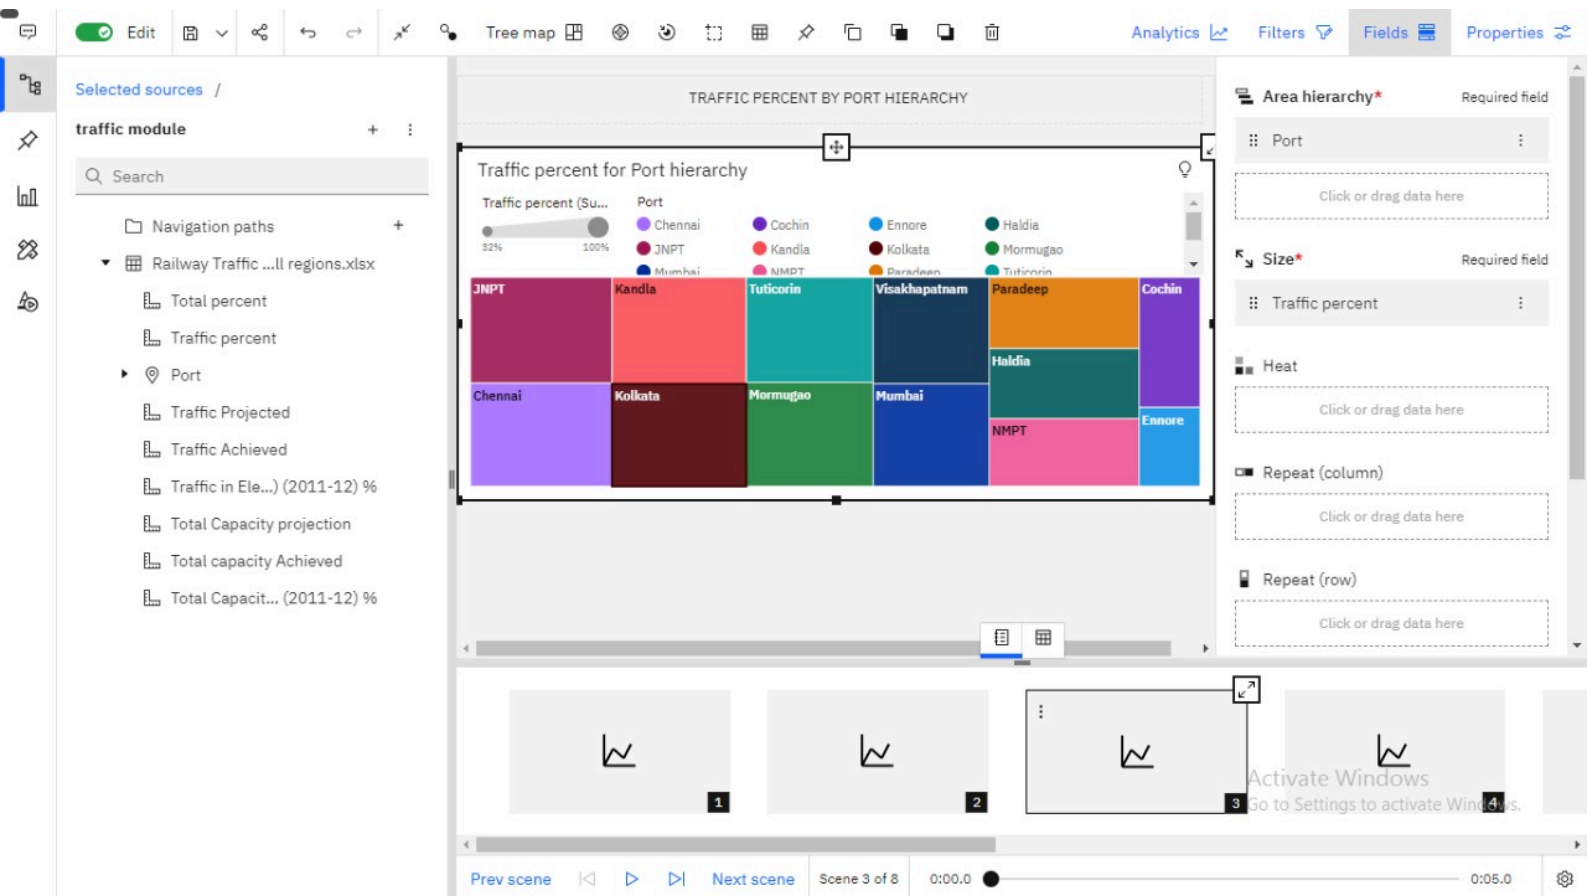 Edit
Tree map
Analytics
Filters
Fields
Properties
Selected sources /
traffic module
Search
Navigation paths
Railway Traffic ...ll regions.xlsx
Total percent
Traffic percent
Port
Traffic Projected
Traffic Achieved
Traffic in Ele...) (2011-12) %
Total Capacity projection
Total capacity Achieved
Total Capacit... (2011-12) %
TRAFFIC PERCENT BY PORT HIERARCHY
Traffic percent for Port hierarchy
Traffic percent (Su...
32% 100%
Port
Chennai Cochin Ennore Haldia
JNPT Kandla Kolkata Mormugao
Mumbai NMPT Paradeep Tuticorin
JNPT Kandla Tuticorin Visakhapatnam Paradeep Cochin
Haldia
Chennai Kolkata Mormugao Mumbai
Ennore
NMPT
Area hierarchy* Required field
Port
Click or drag data here
Size* Required field
Traffic percent
Heat
Click or drag data here
Repeat (column)
Click or drag data here
Repeat (row)
Click or drag data here
1 2 3 4
Activate Windows
Go to Settings to activate Windows.
Prev scene Next scene Scene 3 of 8 0:00.0 0:05.0